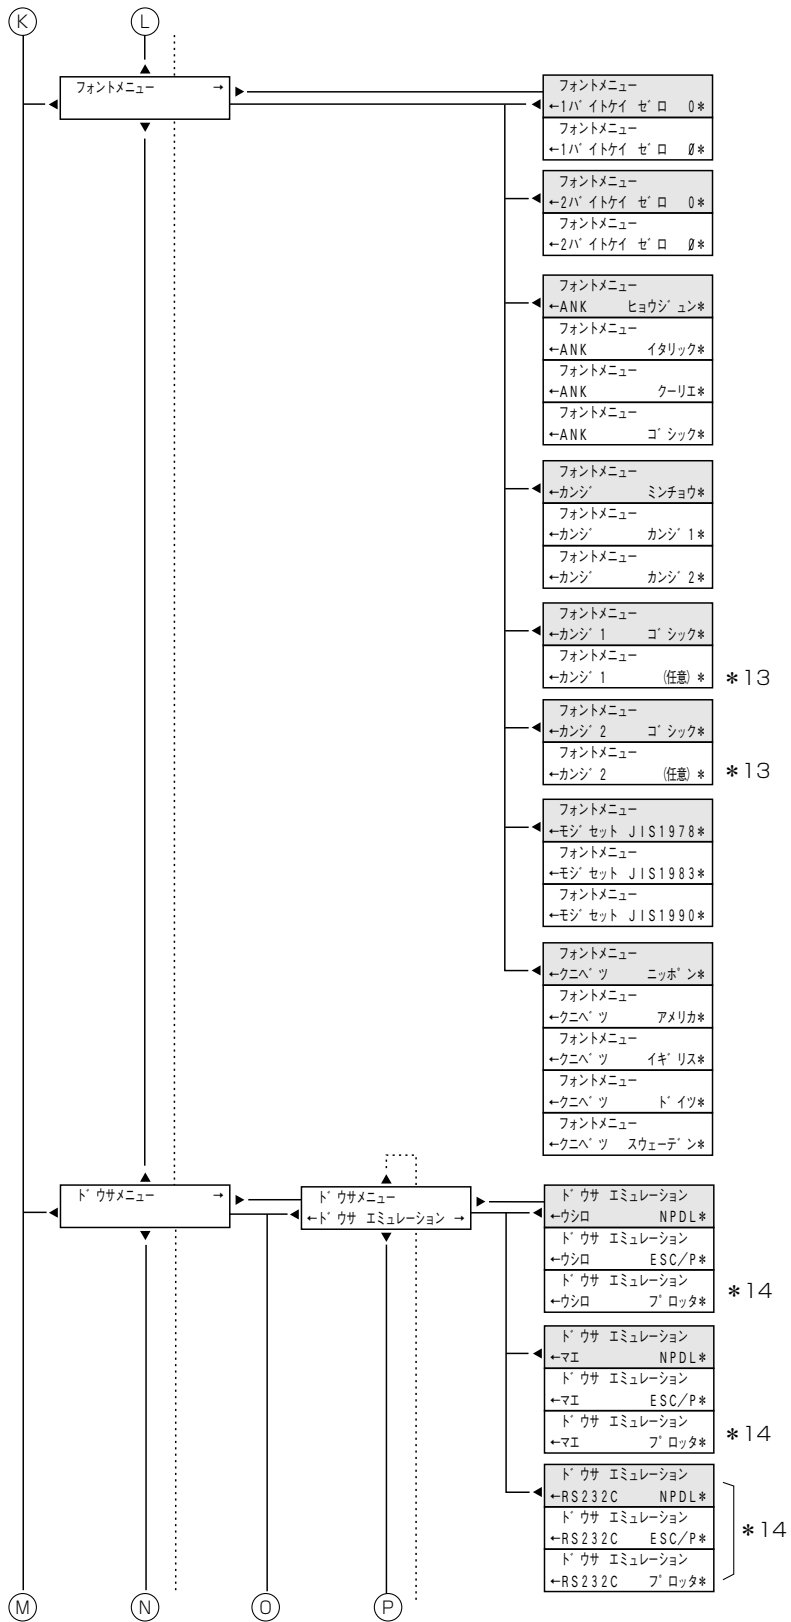 K L
フォントメニュー →
フォントメニュー
←1バイトケイ ゼロ 0*
フォントメニュー
←1バイトケイ ゼロ Ø*
フォントメニュー
←2バイトケイ ゼロ 0*
フォントメニュー
←2バイトケイ ゼロ Ø*
フォントメニュー
←ANK ヒョウジュン*
フォントメニュー
←ANK イタリック*
フォントメニュー
←ANK クーリエ*
フォントメニュー
←ANK ゴシック*
フォントメニュー
←カンジ ミンチョウ*
フォントメニュー
←カンジ カンジ1*
フォントメニュー
←カンジ カンジ2*
フォントメニュー
←カンジ1 ゴシック*
フォントメニュー
←カンジ1 (任意) * *13
フォントメニュー
←カンジ2 ゴシック*
フォントメニュー
←カンジ2 (任意) * *13
フォントメニュー
←モジセット JIS1978*
フォントメニュー
←モジセット JIS1983*
フォントメニュー
←モジセット JIS1990*
フォントメニュー
←クニベツ ニッポン*
フォントメニュー
←クニベツ アメリカ*
フォントメニュー
←クニベツ イギリス*
フォントメニュー
←クニベツ ドイツ*
フォントメニュー
←クニベツ スウェーデン*
ドウサメニュー →
ドウサメニュー
←ドウサ エミュレーション →
ドウサ エミュレーション
←ウシロ NPDL*
ドウサ エミュレーション
←ウシロ ESC/P*
ドウサ エミュレーション
←ウシロ プロッタ* *14
ドウサ エミュレーション
←マエ NPDL*
ドウサ エミュレーション
←マエ ESC/P*
ドウサ エミュレーション
←マエ プロッタ* *14
ドウサ エミュレーション
←RS232C NPDL*
ドウサ エミュレーション
←RS232C ESC/P* *14
ドウサ エミュレーション
←RS232C プロッタ*
M N O P